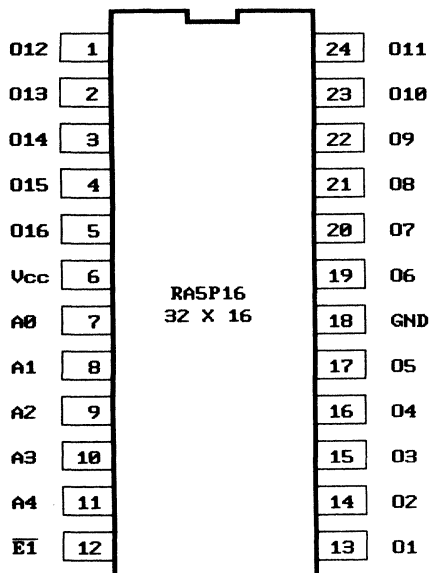 O12 1 24 O11
O13 2 23 O10
O14 3 22 O9
O15 4 21 O8
O16 5 20 O7
Vcc 6 19 O6
RA5P16
32 X 16
A0 7 18 GND
A1 8 17 O5
A2 9 16 O4
A3 10 15 O3
A4 11 14 O2
E̅1̅ 12 13 O1